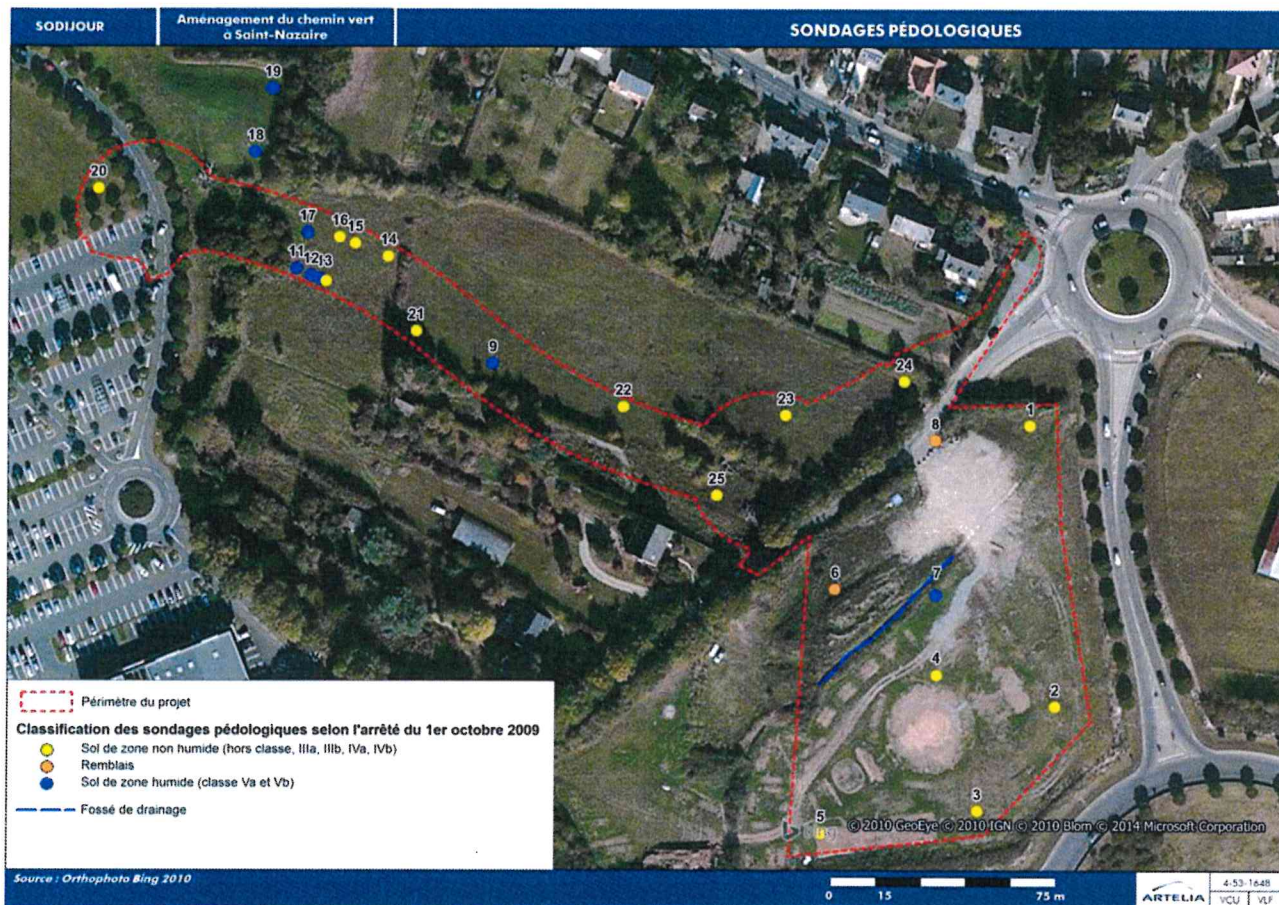 SODIJOUR
Aménagement du chemin vert
à Saint-Nazaire
SONDAGES PÉDOLOGIQUES
19
18
20
17
16
15
14
11
12
13
21
9
22
23
24
1
8
25
6
7
4
2
3
5
© 2010 GeoEye © 2010 IGN © 2010 Blom © 2014 Microsoft Corporation
Périmètre du projet
Classification des sondages pédologiques selon l'arrêté du 1er octobre 2009
Sol de zone non humide (hors classe, IIIa, IIIb, IVa, IVb)
Remblais
Sol de zone humide (classe Va et Vb)
Fossé de drainage
Source : Orthophoto Bing 2010
0 15 75 m
ARTELIA
4-53-1648
VCU VLF